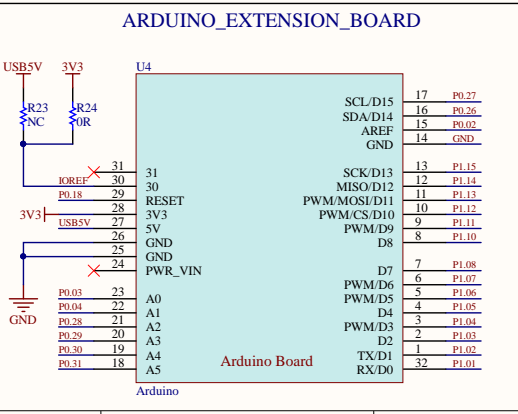 ARDUINO_EXTENSION_BOARD
USB5V 3V3 U4
R23 R24
NC 0R
SCL/D15 17 P0.27
SDA/D14 16 P0.26
AREF 15 P0.02
GND 14 GND
31 31 SCK/D13 13 P1.15
IOREF 30 30 MISO/D12 12 P1.14
P0.18 29 RESET PWM/MOSI/D11 11 P1.13
3V3 28 3V3 PWM/CS/D10 10 P1.12
USB5V 27 5V PWM/D9 9 P1.11
26 GND D8 8 P1.10
25 GND
24 PWR_VIN D7 7 P1.08
PWM/D6 6 P1.07
P0.03 23 A0 PWM/D5 5 P1.06
P0.04 22 A1 D4 4 P1.05
P0.28 21 A2 PWM/D3 3 P1.04
P0.29 20 A3 D2 2 P1.03
P0.30 19 A4 TX/D1 1 P1.02
P0.31 18 A5 RX/D0 32 P1.01
GND
Arduino Board
Arduino